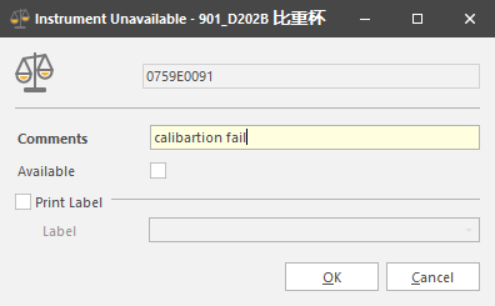 Instrument Unavailable - 901_D202B 比重杯
0759E0091
Comments
calibartion fail
Available
Print Label
Label
OK
Cancel